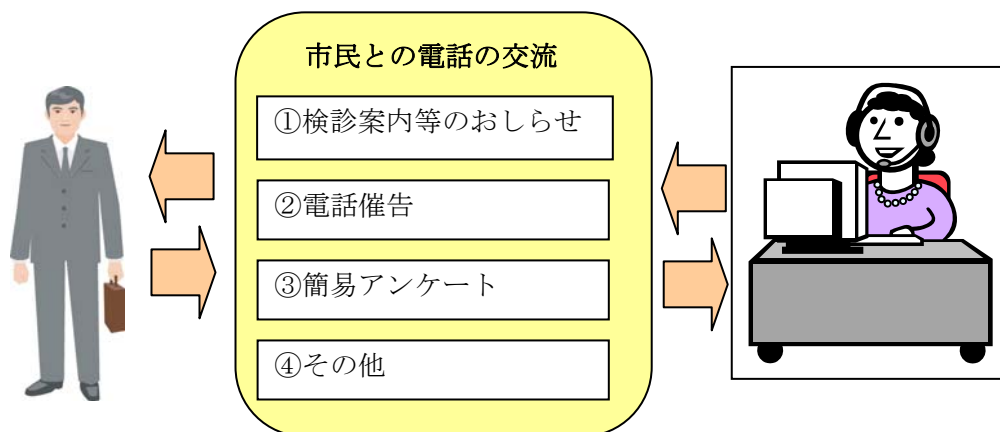 市民との電話の交流
①検診案内等のおしらせ
②電話催告
③簡易アンケート
④その他